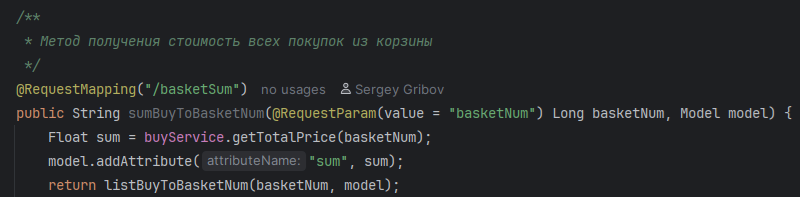 /**
 * Метод получения стоимость всех покупок из корзины
 */
@RequestMapping("/basketSum") no usages Sergey Gribov
public String sumBuyToBasketNum(@RequestParam(value = "basketNum") Long basketNum, Model model) {
    Float sum = buyService.getTotalPrice(basketNum);
    model.addAttribute( attributeName: "sum", sum);
    return listBuyToBasketNum(basketNum, model);